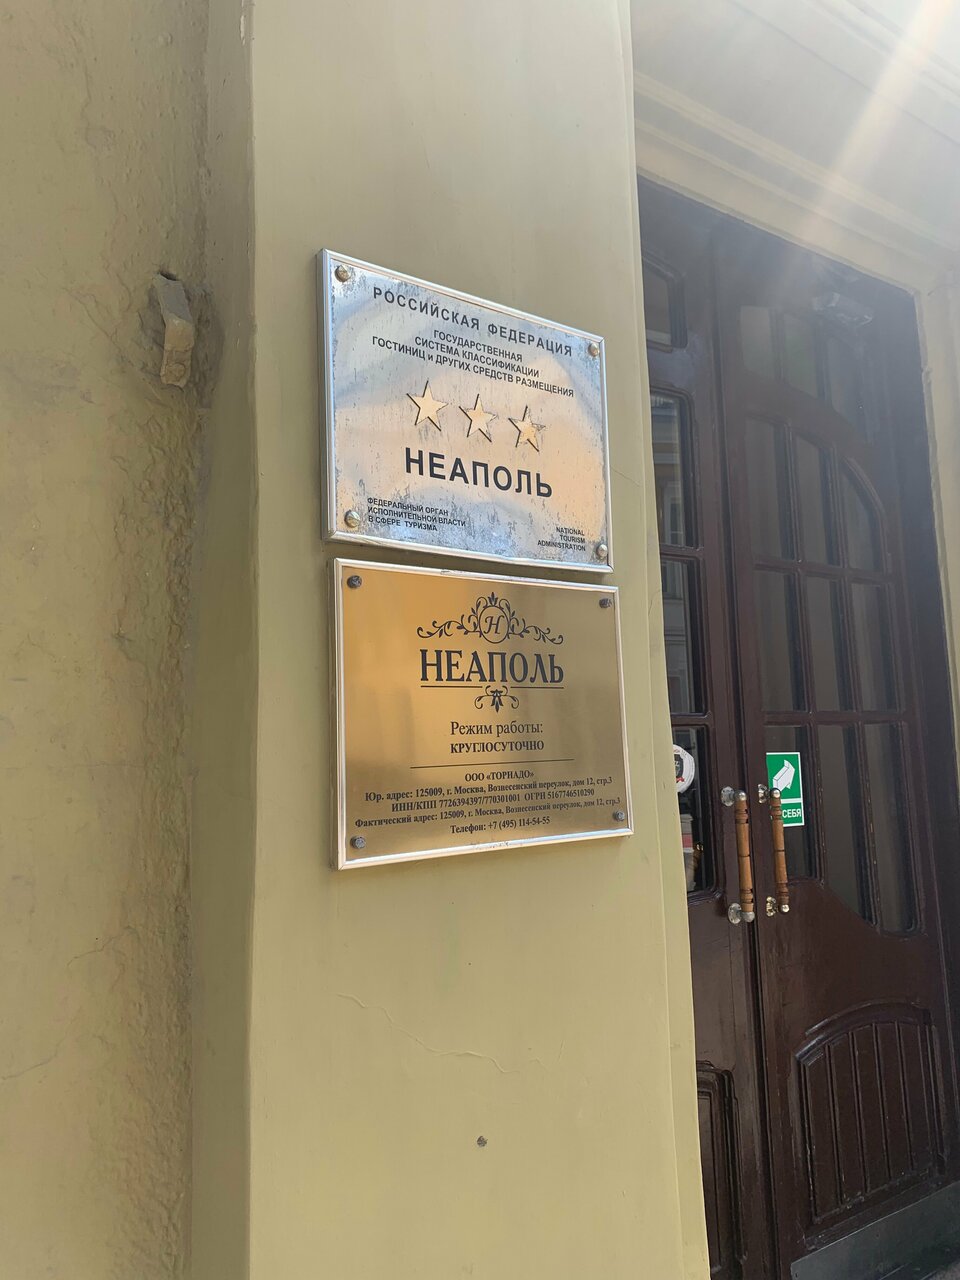 РОССИЙСКАЯ ФЕДЕРАЦИЯ
ГОСУДАРСТВЕННАЯ
СИСТЕМА КЛАССИФИКАЦИИ
ГОСТИНИЦ и ДРУГИХ СРЕДСТВ РАЗМЕЩЕНИЯ
НЕАПОЛЬ
ФЕДЕРАЛЬНЫЙ ОРГАН
ИСПОЛНИТЕЛЬНОЙ ВЛАСТИ
В СФЕРЕ ТУРИЗМА
NATIONAL
TOURISM
ADMINISTRATION
Н
НЕАПОЛЬ
Режим работы:
КРУГЛОСУТОЧНО
ООО «ТОРНАДО»
Юр. адрес: 125009, г. Москва, Вознесенский переулок, дом 12, стр.3
ИНН/КПП 7726394397/770301001 ОГРН 5167746510290
Фактический адрес: 125009, г. Москва, Вознесенский переулок, дом 12, стр.3
Телефон: +7 (495) 114-54-55
СЕБЯ